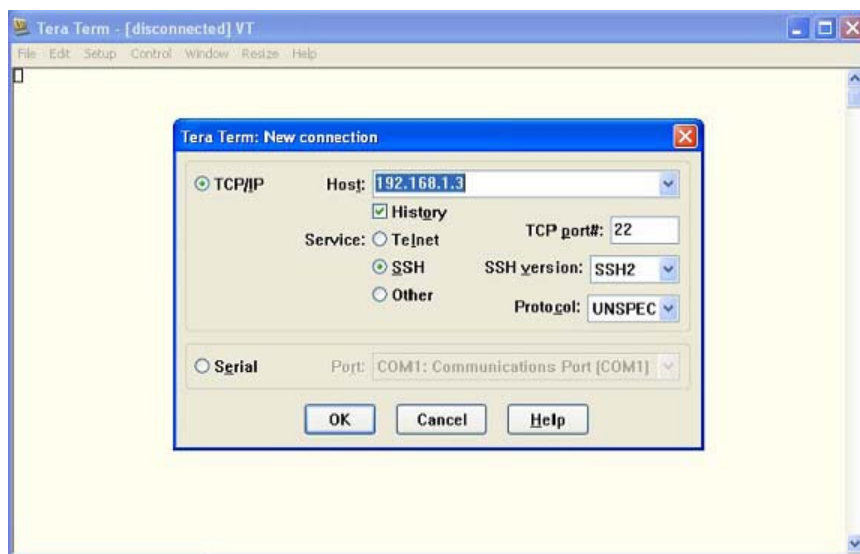 Tera Term - [disconnected] VT
File Edit Setup Control Window Resize Help
Tera Term: New connection
TCP/IP Host: 192.168.1.3
History
Service: Telnet TCP port#: 22
SSH SSH version: SSH2
Other Protocol: UNSPEC
Serial Port: COM1: Communications Port (COM1)
OK Cancel Help